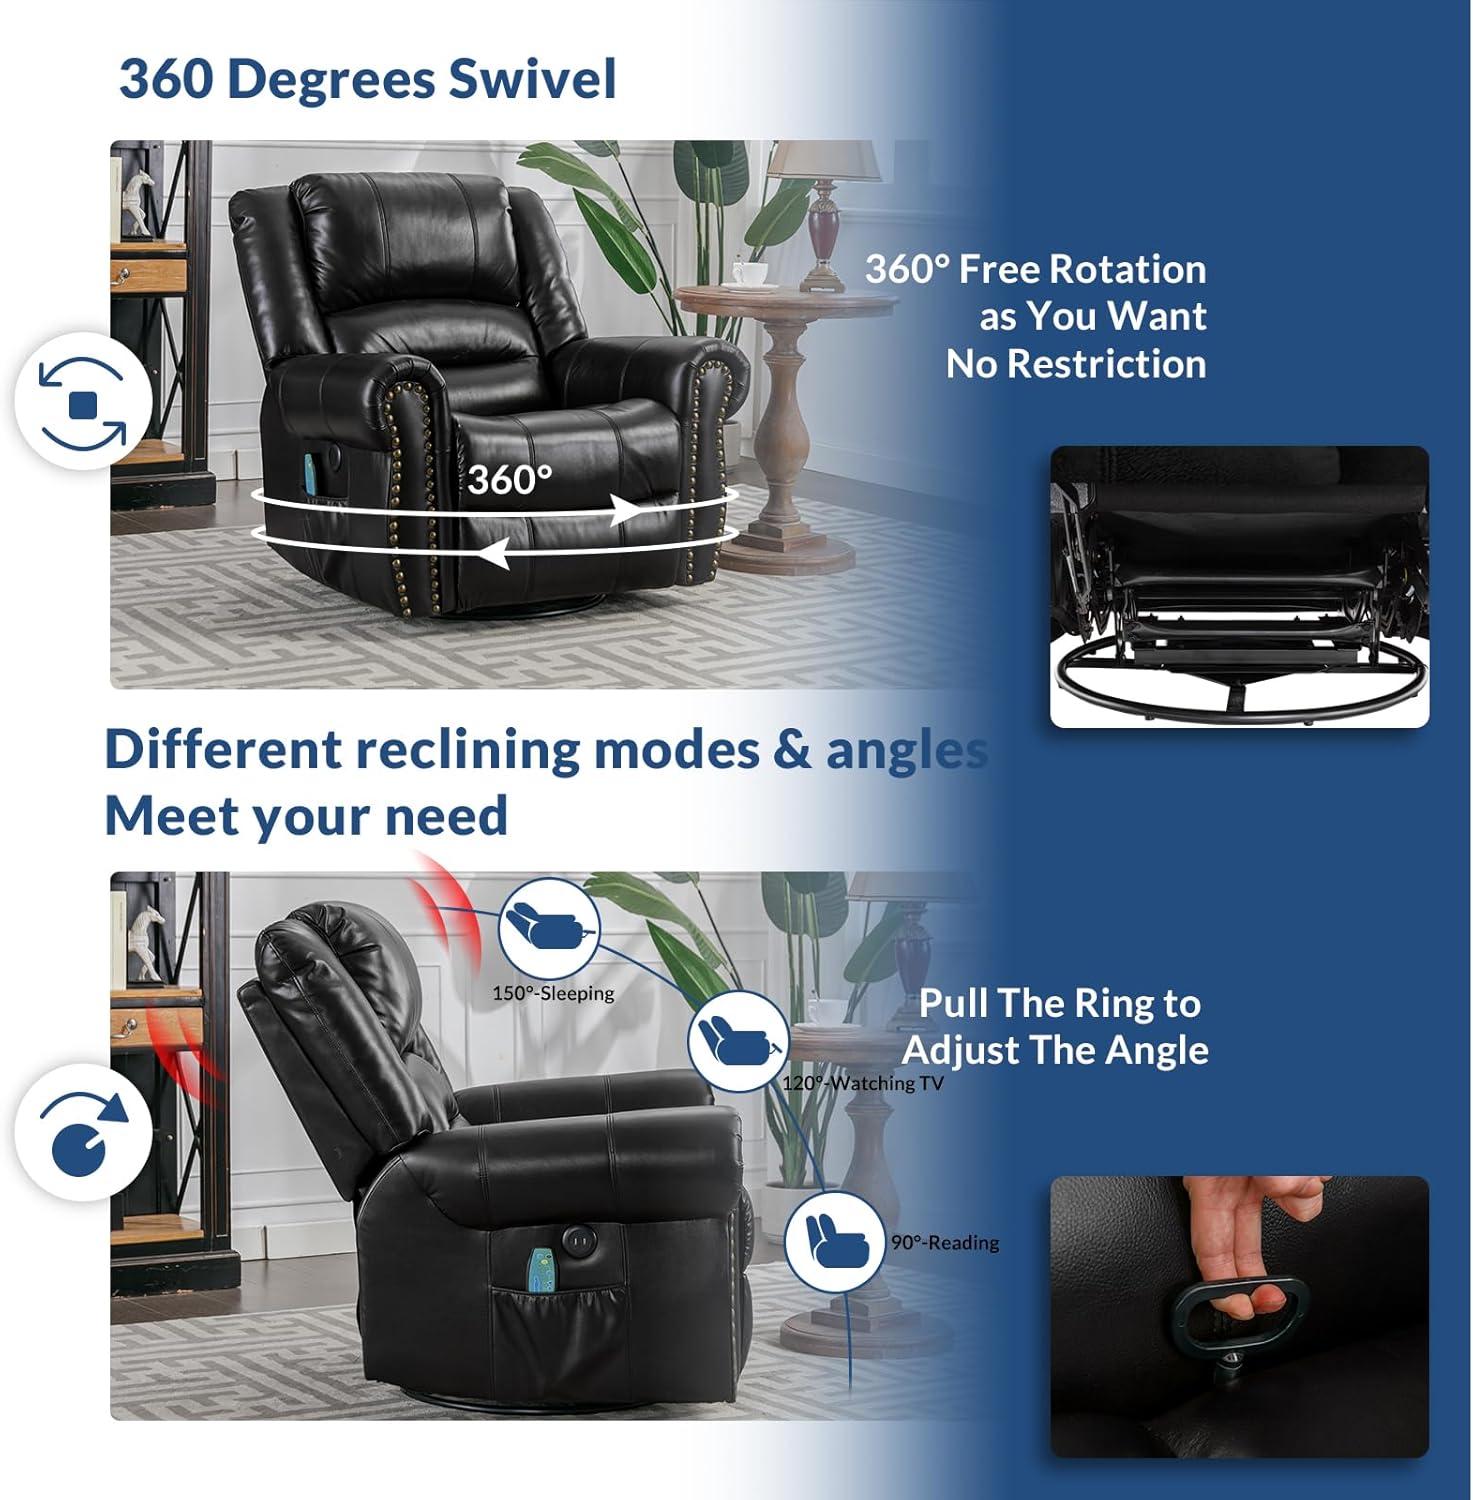 360 Degrees Swivel
360° Free Rotation
as You Want
No Restriction
360°
Different reclining modes & angles
Meet your need
150°-Sleeping
Pull The Ring to
Adjust The Angle
120°-Watching TV
90°-Reading